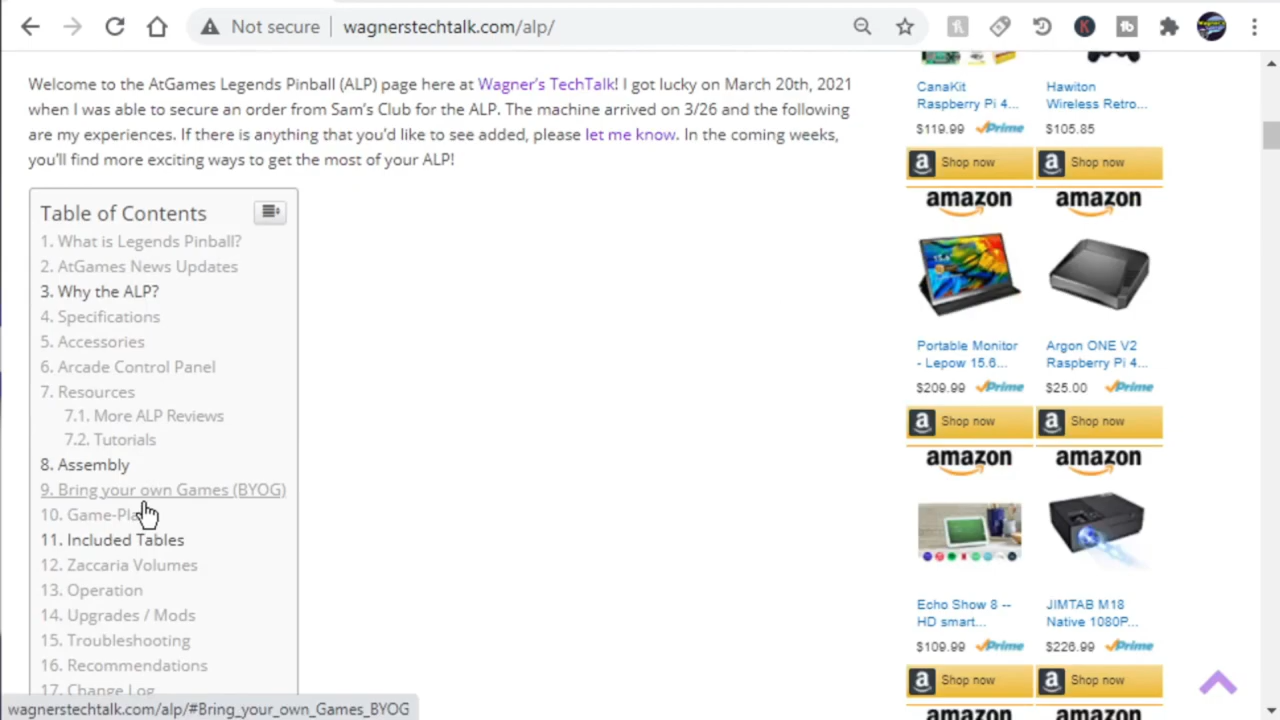 Not secure
wagnerstechtalk.com/alp/
Welcome to the AtGames Legends Pinball (ALP) page here at Wagner's TechTalk! I got lucky on March 20th, 2021
when I was able to secure an order from Sam's Club for the ALP. The machine arrived on 3/26 and the following
are my experiences. If there is anything that you'd like to see added, please let me know. In the coming weeks,
you'll find more exciting ways to get the most of your ALP!
Table of Contents
1. What is Legends Pinball?
2. AtGames News Updates
3. Why the ALP?
4. Specifications
5. Accessories
6. Arcade Control Panel
7. Resources
7.1. More ALP Reviews
7.2. Tutorials
8. Assembly
9. Bring your own Games (BYOG)
10. Game-Pla
11. Included Tables
12. Zaccaria Volumes
13. Operation
14. Upgrades / Mods
15. Troubleshooting
16. Recommendations
17. Change Log
wagnerstechtalk.com/alp/#Bring_your_own_Games_BYOG
CanaKit
Raspberry Pi 4...
$119.99 Prime
Shop now
Hawiton
Wireless Retro...
$105.85
Shop now
amazon
Portable Monitor
- Lepow 15.6...
$209.99 Prime
Shop now
amazon
Argon ONE V2
Raspberry Pi 4...
$25.00 Prime
Shop now
amazon
Echo Show 8 --
HD smart...
$109.99 Prime
Shop now
amazon
JIMTAB M18
Native 1080P...
$226.99 Prime
Shop now
amazon
amazon